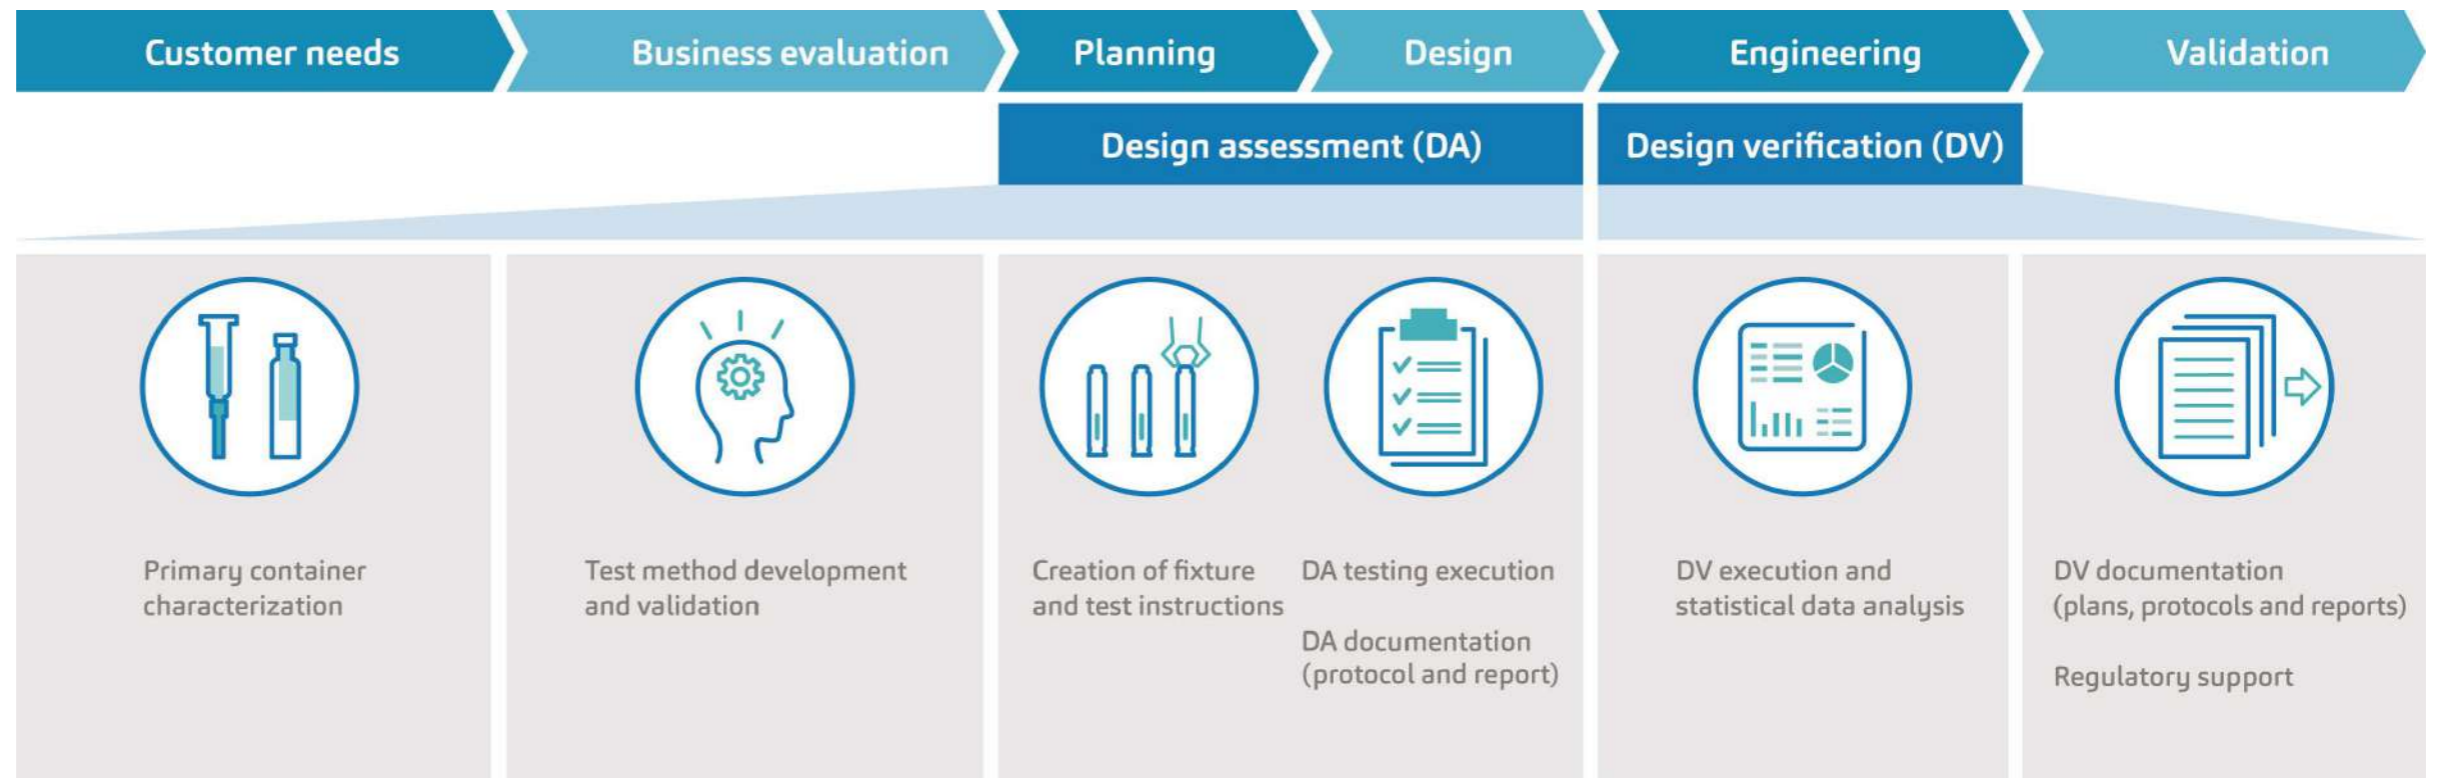 Customer needs
Business evaluation
Planning
Design
Engineering
Validation
Design assessment (DA)
Design verification (DV)
Primary container
characterization
Test method development
and validation
Creation of fixture
and test instructions
DA testing execution
DA documentation
(protocol and report)
DV execution and
statistical data analysis
DV documentation
(plans, protocols and reports)
Regulatory support